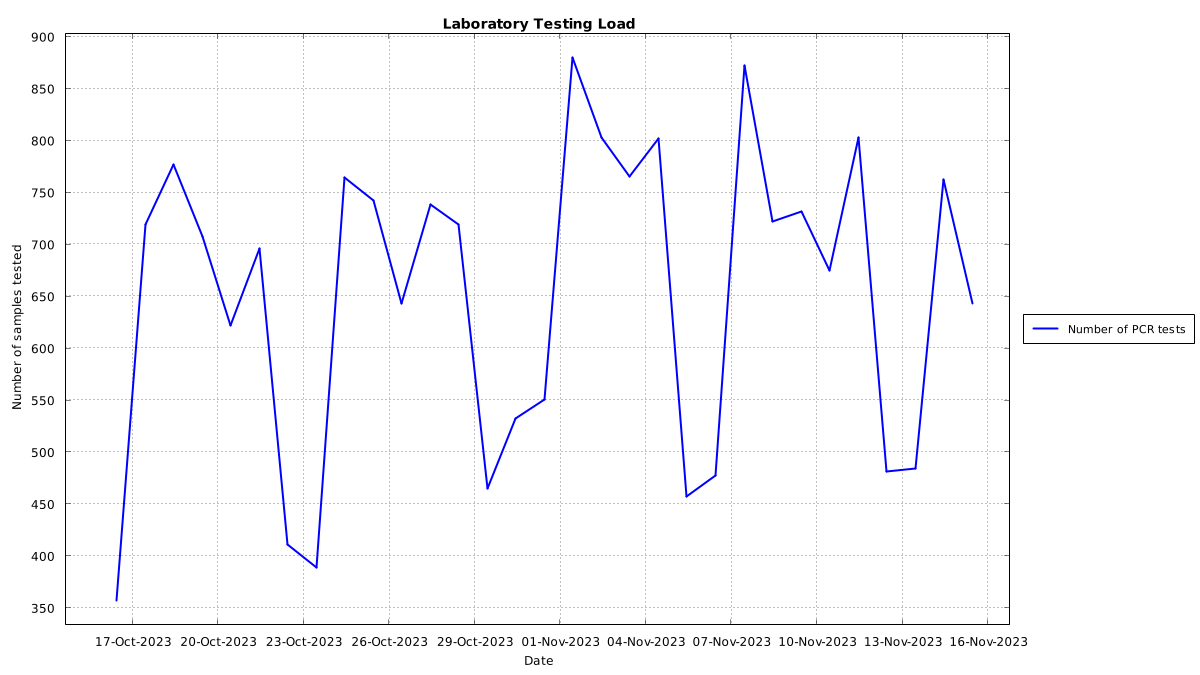 Laboratory Testing Load
900
850
800
750
700
650
600
550
500
450
400
350
Number of samples tested
17-Oct-2023 20-Oct-2023 23-Oct-2023 26-Oct-2023 29-Oct-2023 01-Nov-2023 04-Nov-2023 07-Nov-2023 10-Nov-2023 13-Nov-2023 16-Nov-2023
Date
Number of PCR tests